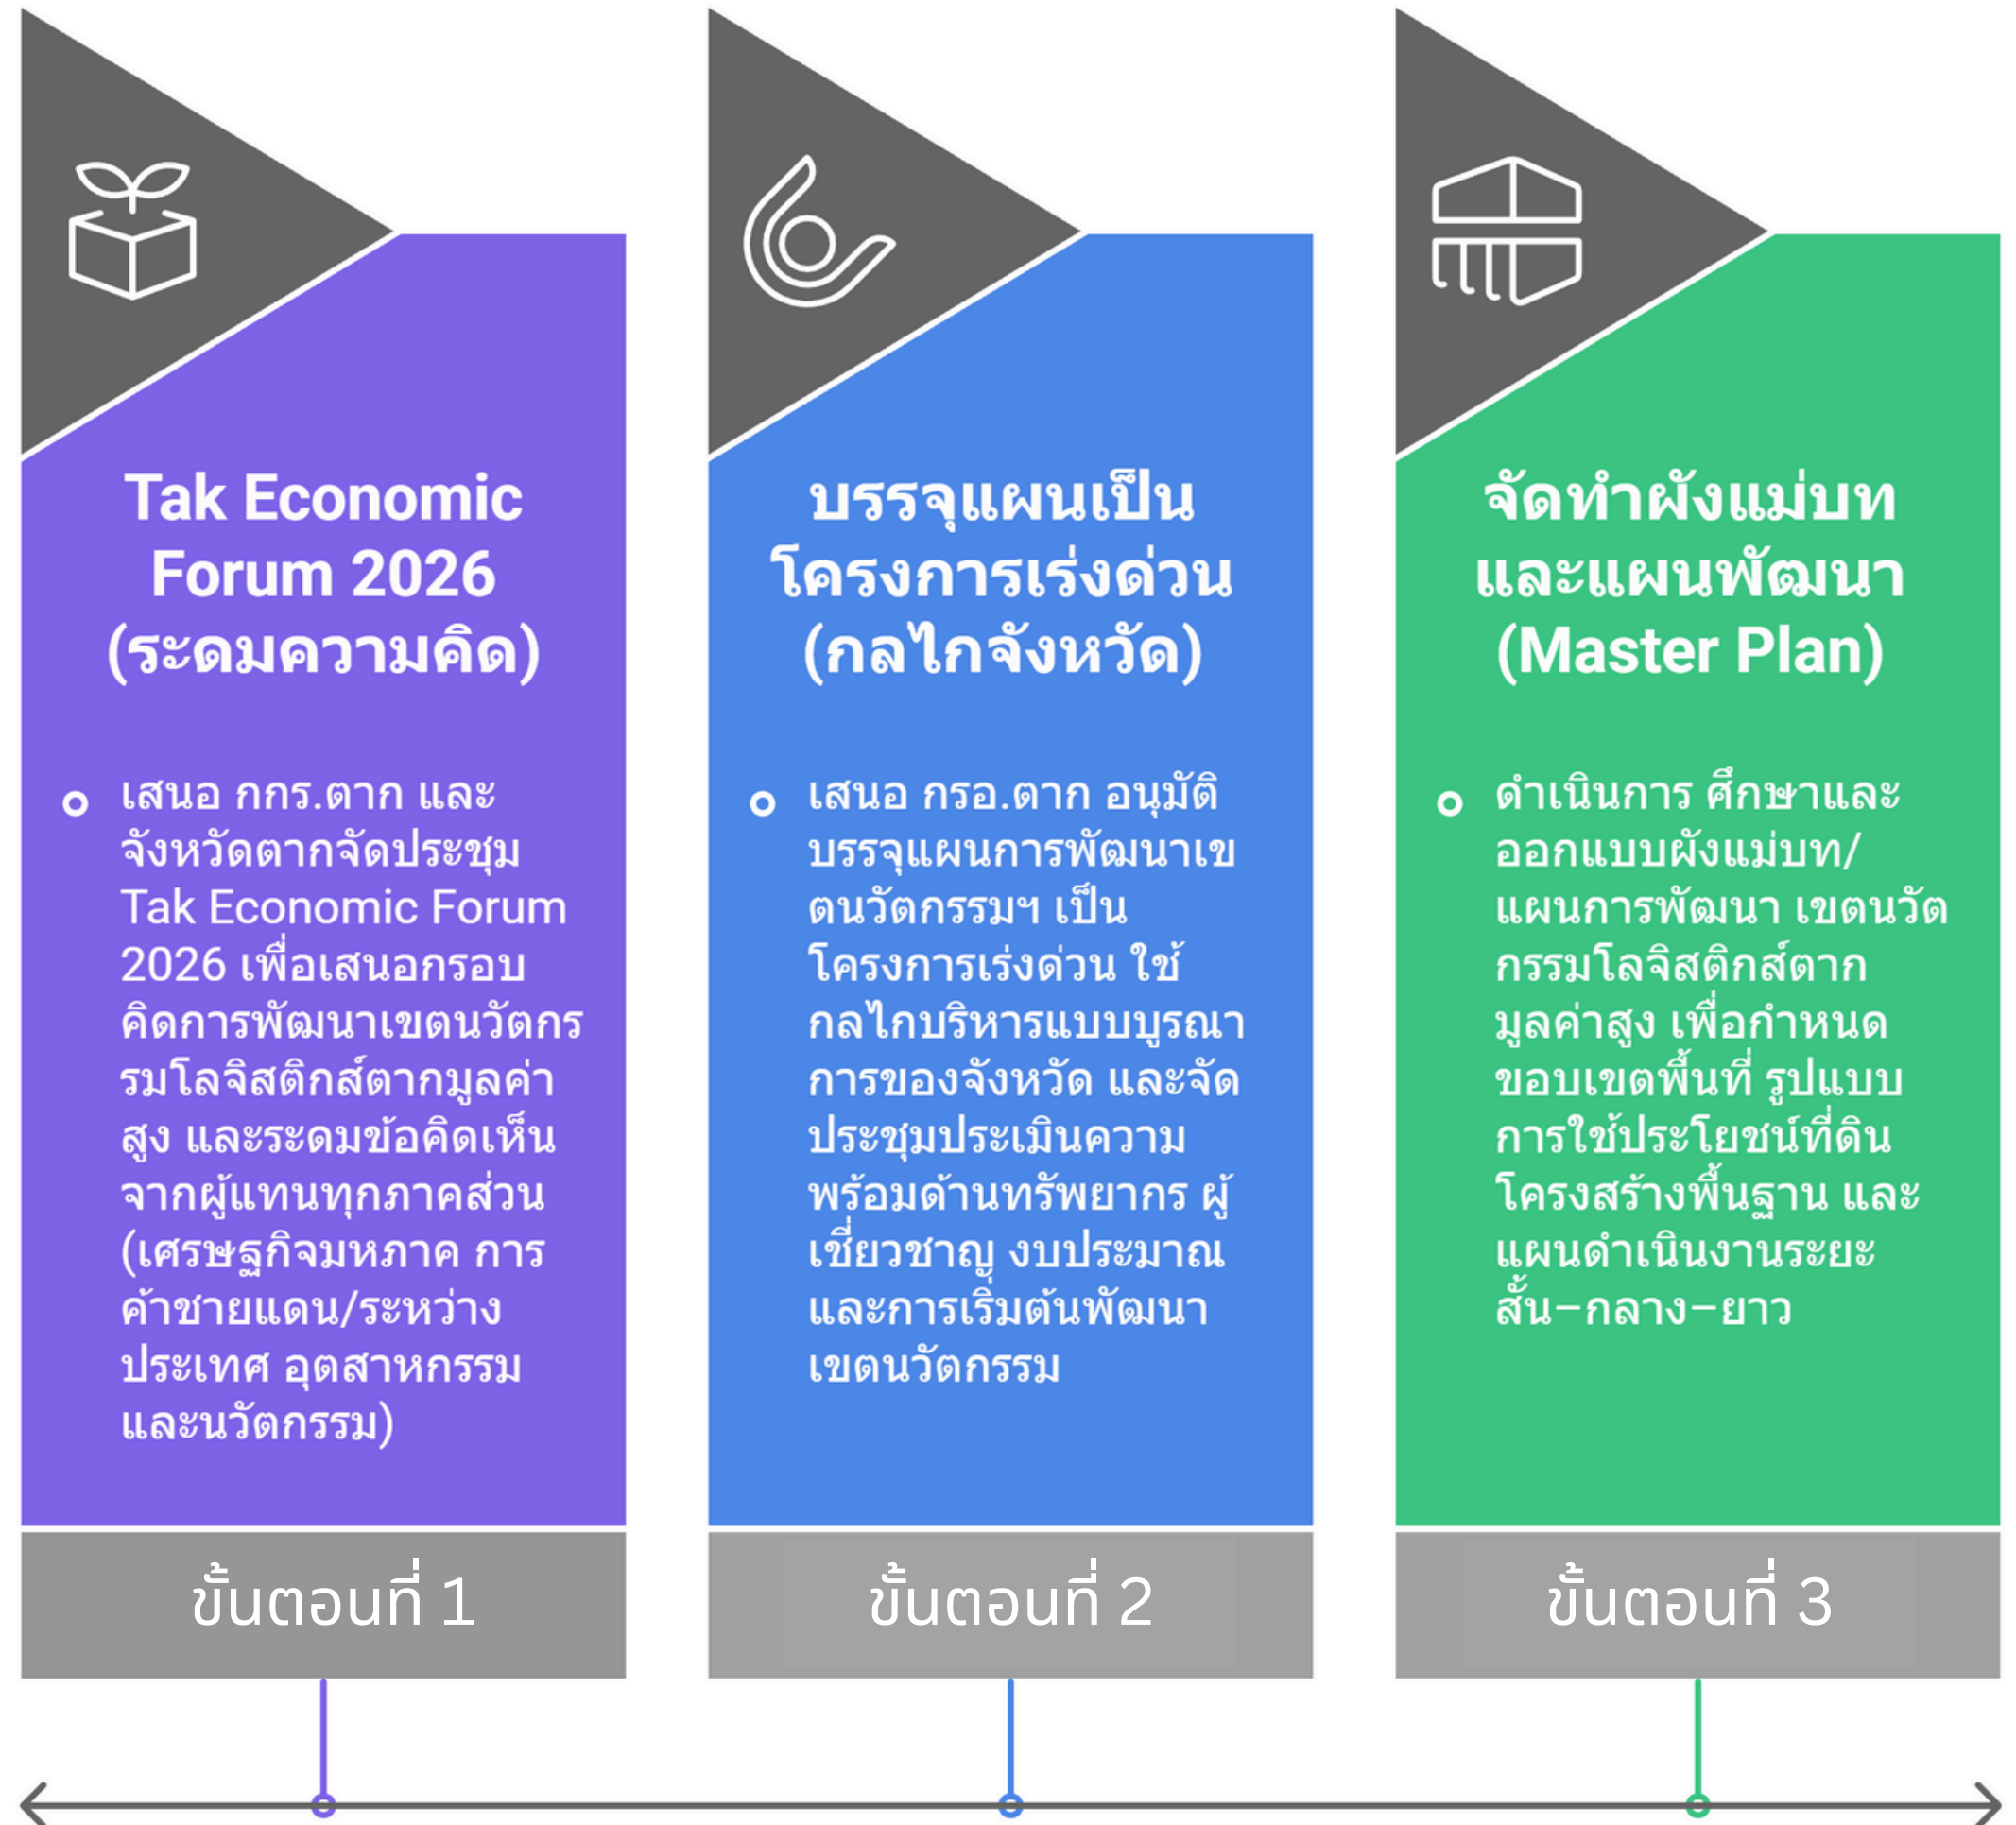 Tak Economic
Forum 2026
(ระดมความคิด)
เสนอ กกร.ตาก และ
จังหวัดตากจัดประชุม
Tak Economic Forum
2026 เพื่อเสนอกรอบ
คิดการพัฒนาเขตนวัตกร
รมโลจิสติกส์ตากมูลค่า
สูง และระดมข้อคิดเห็น
จากผู้แทนทุกภาคส่วน
(เศรษฐกิจมหภาค การ
ค้าชายแดน/ระหว่าง
ประเทศ อุตสาหกรรม
และนวัตกรรม)
ขั้นตอนที่ 1
บรรจุแผนเป็น
โครงการเร่งด่วน
(กลไกจังหวัด)
เสนอ กรอ.ตาก อนุมัติ
บรรจุแผนการพัฒนาเข
ตนวัตกรรมฯ เป็น
โครงการเร่งด่วน ใช้
กลไกบริหารแบบบูรณา
การของจังหวัด และจัด
ประชุมประเมินความ
พร้อมด้านทรัพยากร ผู้
เชี่ยวชาญ งบประมาณ
และการเริ่มต้นพัฒนา
เขตนวัตกรรม
ขั้นตอนที่ 2
จัดทำผังแม่บท
และแผนพัฒนา
(Master Plan)
ดำเนินการ ศึกษาและ
ออกแบบผังแม่บท/
แผนการพัฒนา เขตนวัต
กรรมโลจิสติกส์ตาก
มูลค่าสูง เพื่อกำหนด
ขอบเขตพื้นที่ รูปแบบ
การใช้ประโยชน์ที่ดิน
โครงสร้างพื้นฐาน และ
แผนดำเนินงานระยะ
สั้น–กลาง–ยาว
ขั้นตอนที่ 3